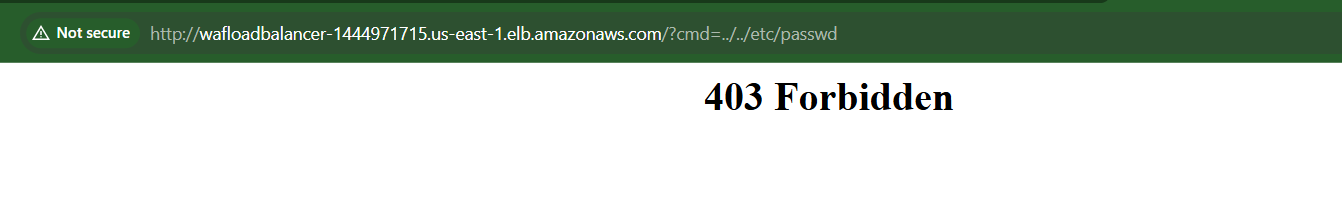 Not secure http://wafloadbalancer-1444971715.us-east-1.elb.amazonaws.com/?cmd=../../etc/passwd
403 Forbidden